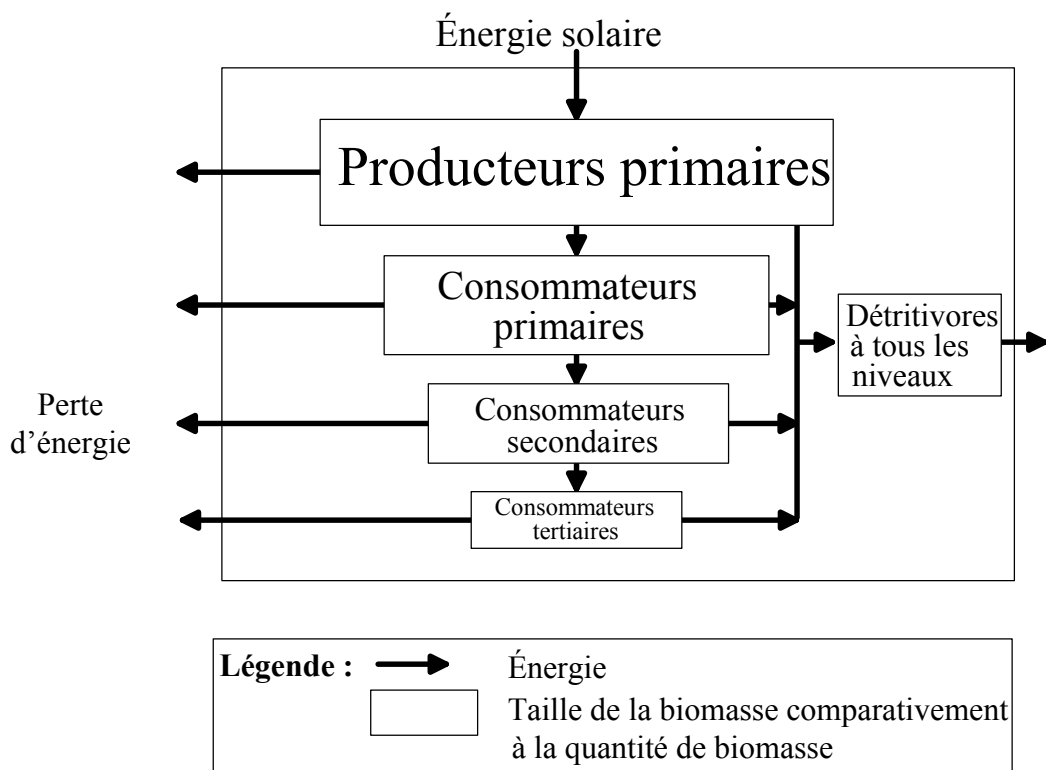 Énergie solaire
Producteurs primaires
Consommateurs
primaires
Détritivores
à tous les
niveaux
Consommateurs
secondaires
Perte
d’énergie
Consommateurs
tertiaires
Légende :
Énergie
Taille de la biomasse comparativement
à la quantité de biomasse